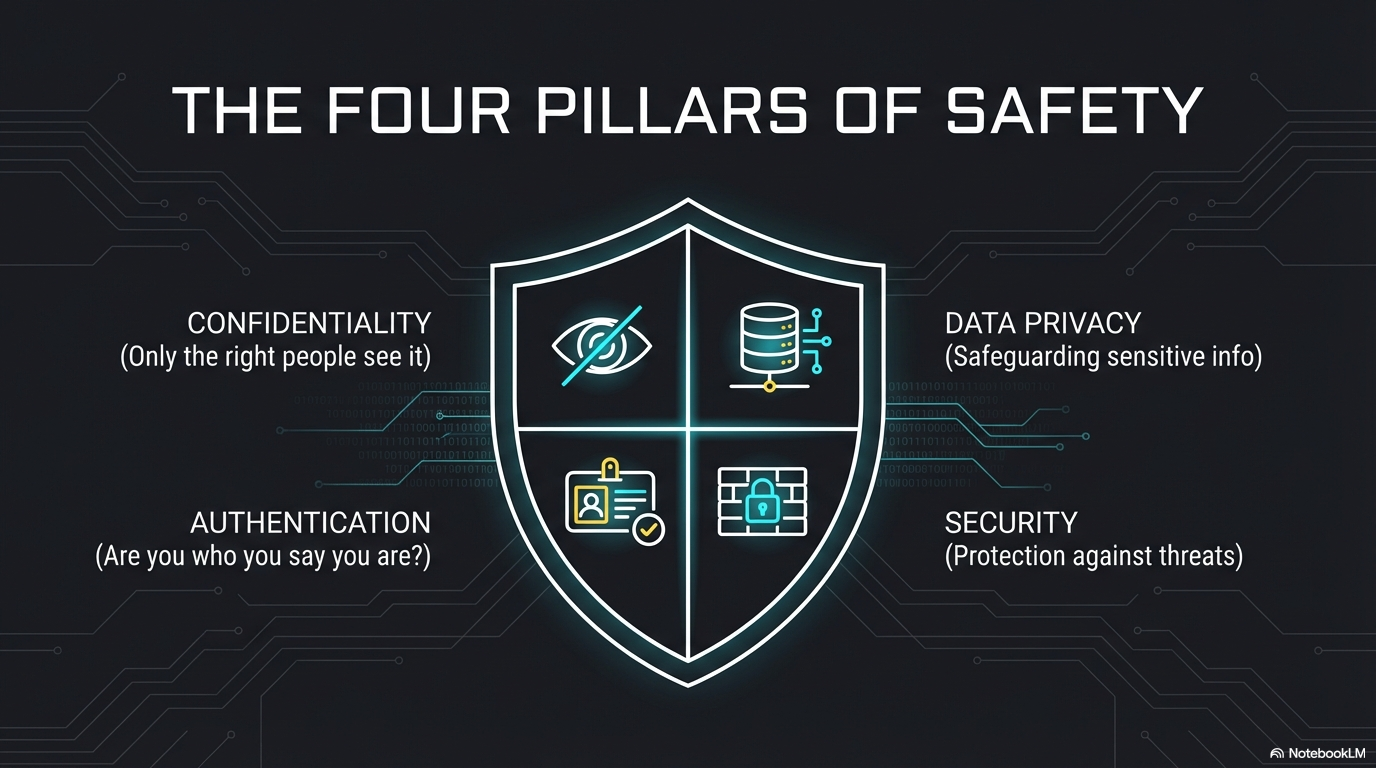 THE FOUR PILLARS OF SAFETY
CONFIDENTIALITY
(Only the right people see it)
DATA PRIVACY
(Safeguarding sensitive info)
AUTHENTICATION
(Are you who you say you are?)
SECURITY
(Protection against threats)
NotebookLM